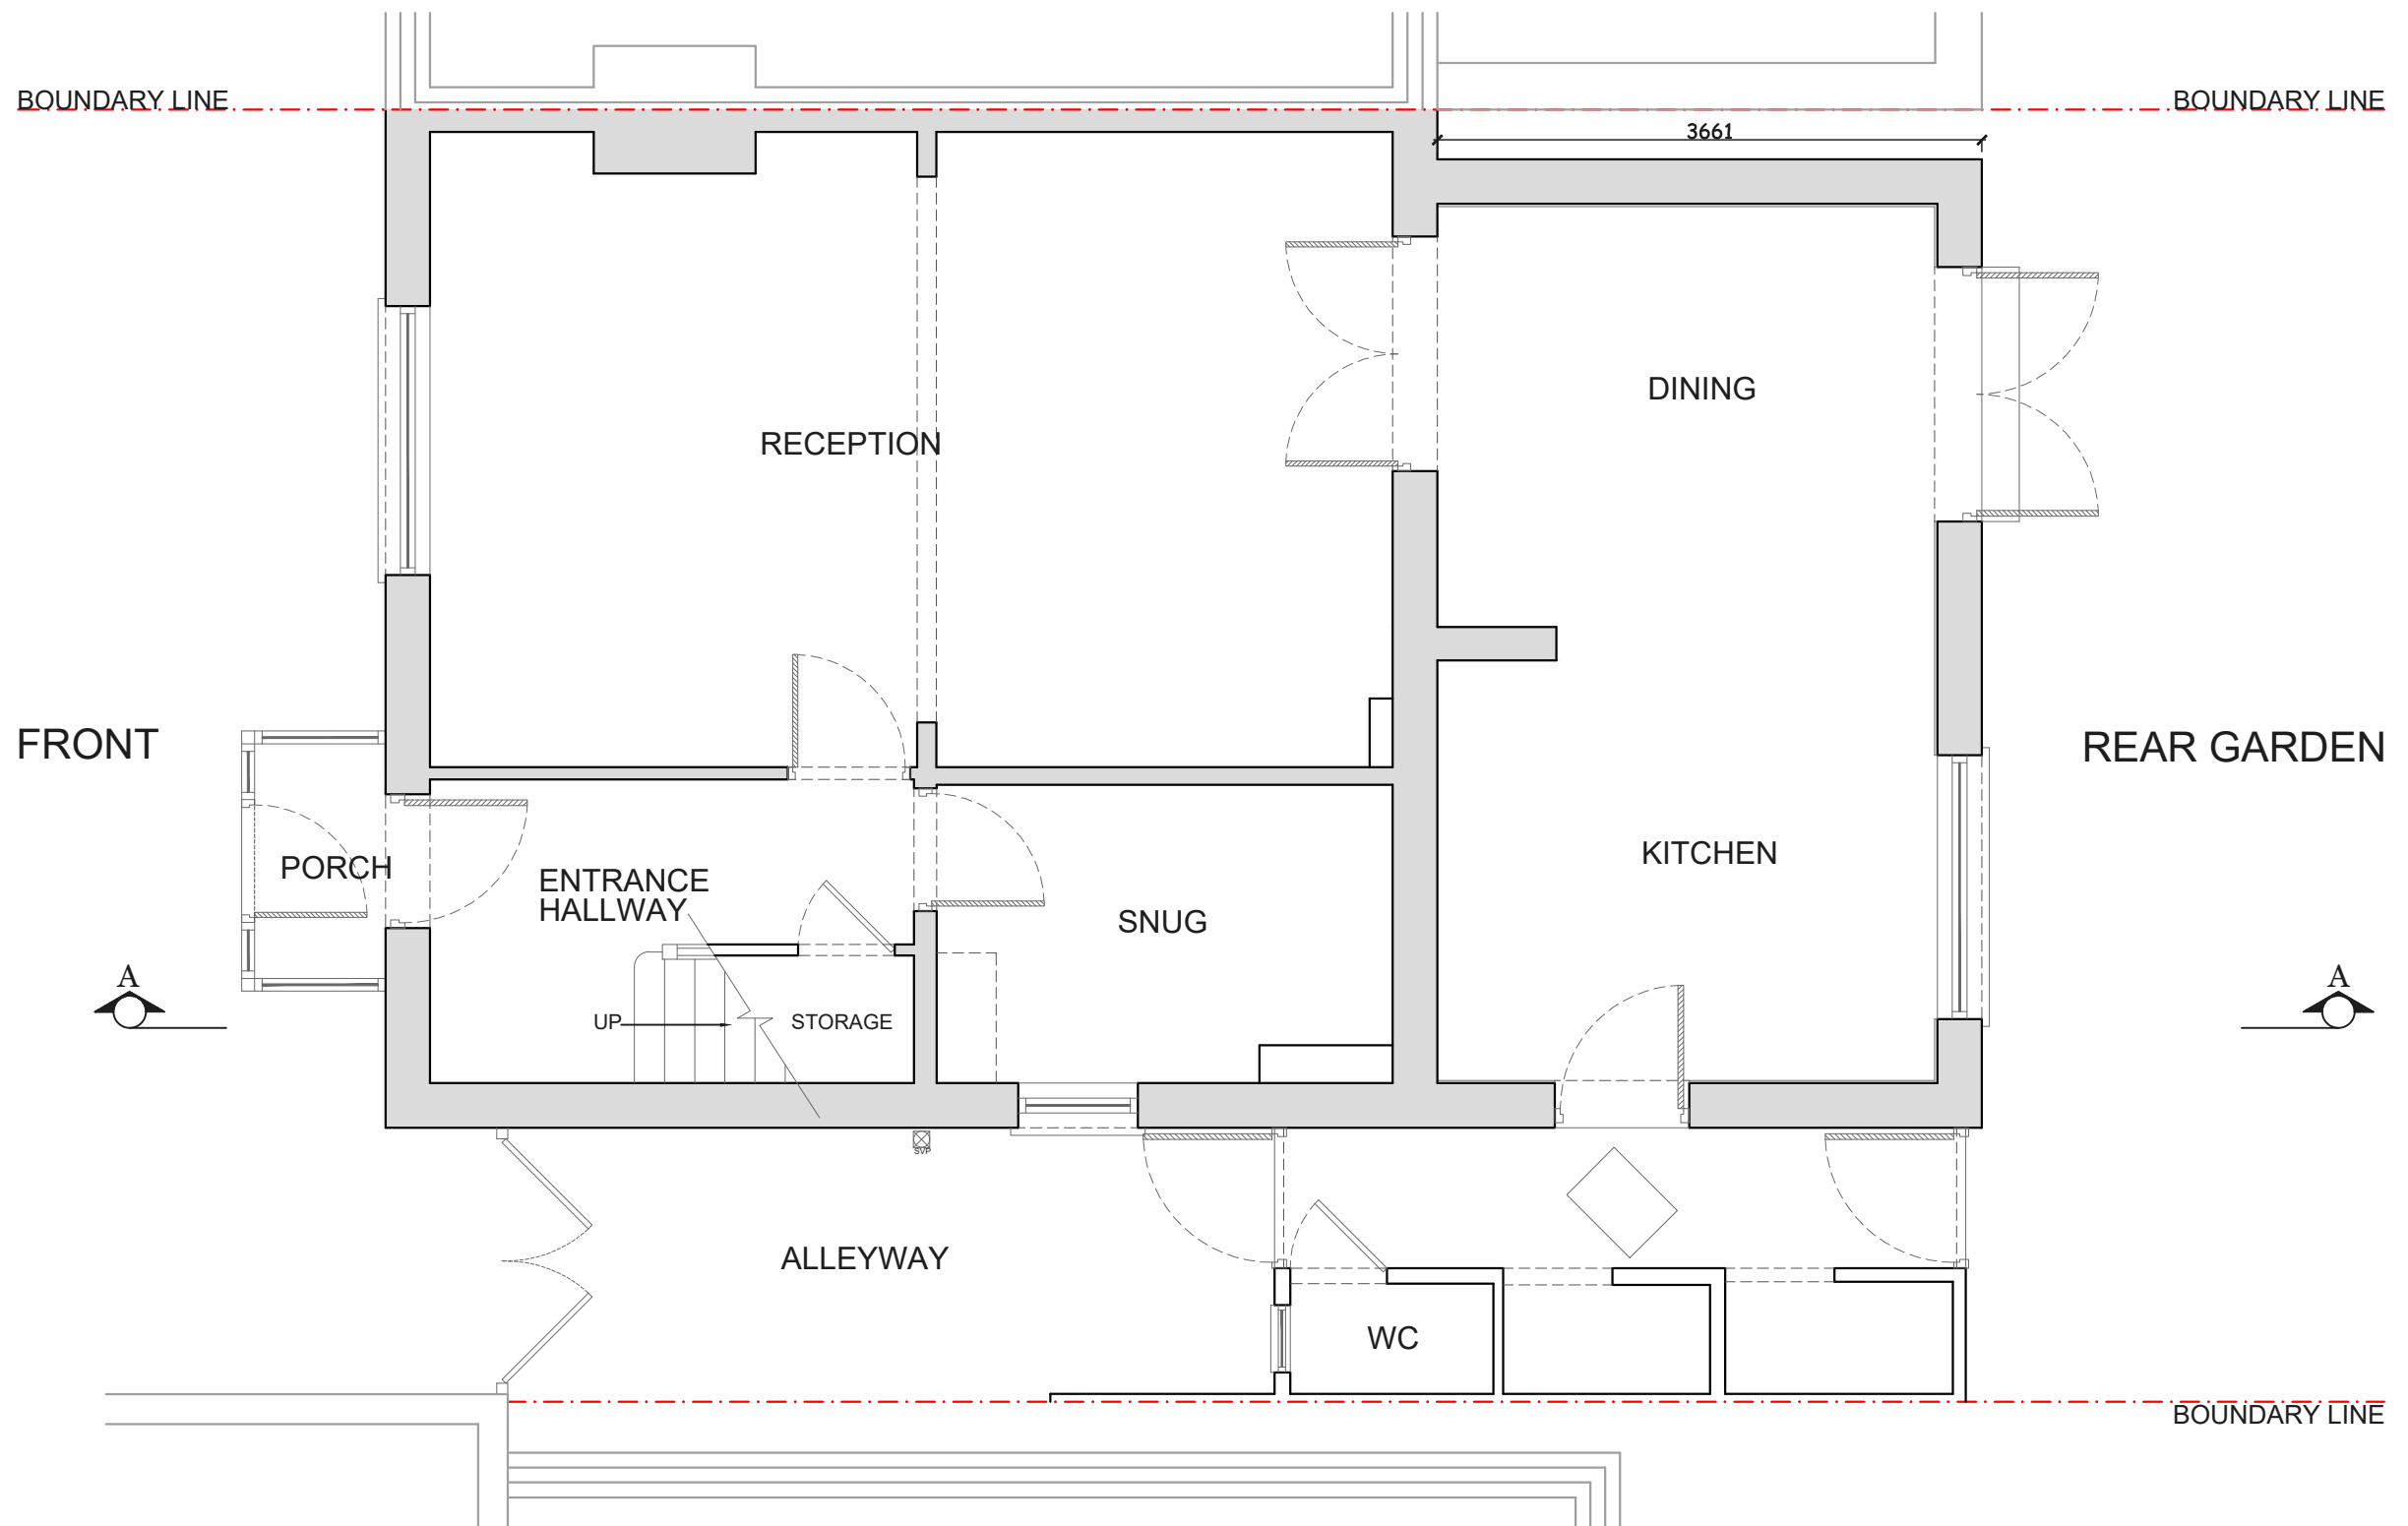 BOUNDARY LINE
BOUNDARY LINE
3661
DINING
RECEPTION
FRONT
REAR GARDEN
PORCH
KITCHEN
ENTRANCE
HALLWAY
SNUG
A
A
UP
STORAGE
SVP
ALLEYWAY
WC
BOUNDARY LINE